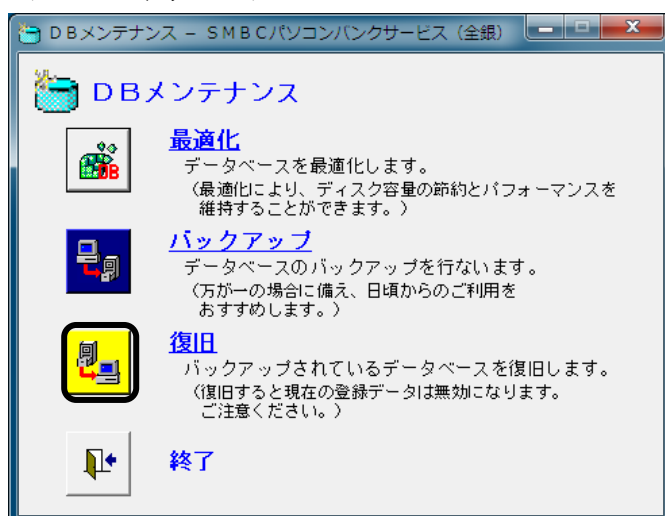 DBメンテナンス － SMBCパソコンバンクサービス（全銀）
DBメンテナンス
最適化
データベースを最適化します。
（最適化により、ディスク容量の節約とパフォーマンスを
維持することができます。）
バックアップ
データベースのバックアップを行ないます。
（万が一の場合に備え、日頃からのご利用を
おすすめします。）
復旧
バックアップされているデータベースを復旧します。
（復旧すると現在の登録データは無効になります。
ご注意ください。）
終了
DB